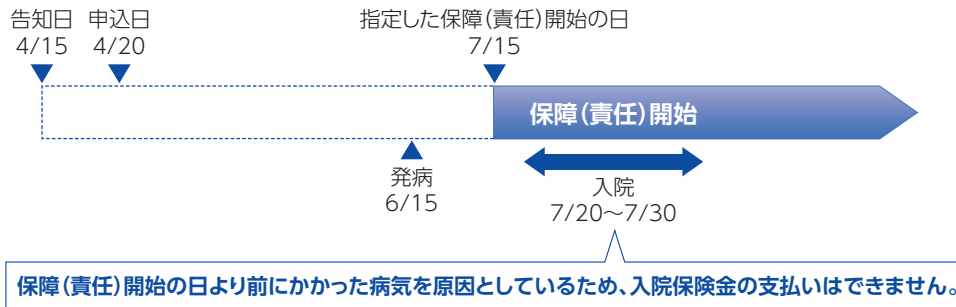 告知日 申込日
4/15 4/20
指定した保障(責任)開始の日
7/15
保障(責任)開始
発病
6/15
入院
7/20～7/30
保障(責任)開始の日より前にかかった病気を原因としているため、入院保険金の支払いはできません。